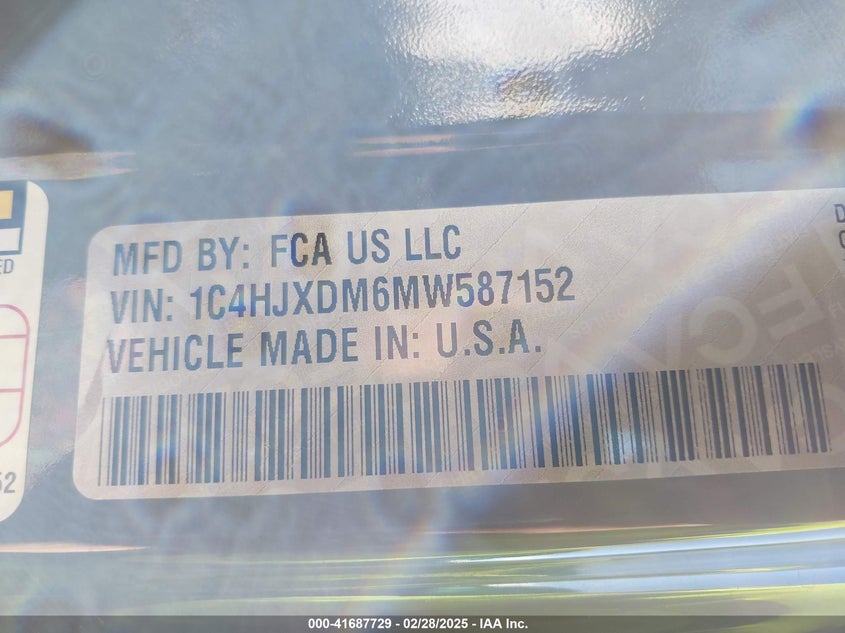 MFD BY: FCA US LLC
VIN: 1C4HJXDM6MW587152
VEHICLE MADE IN: U.S.A.
000-41687729 - 02/28/2025 - IAA Inc.